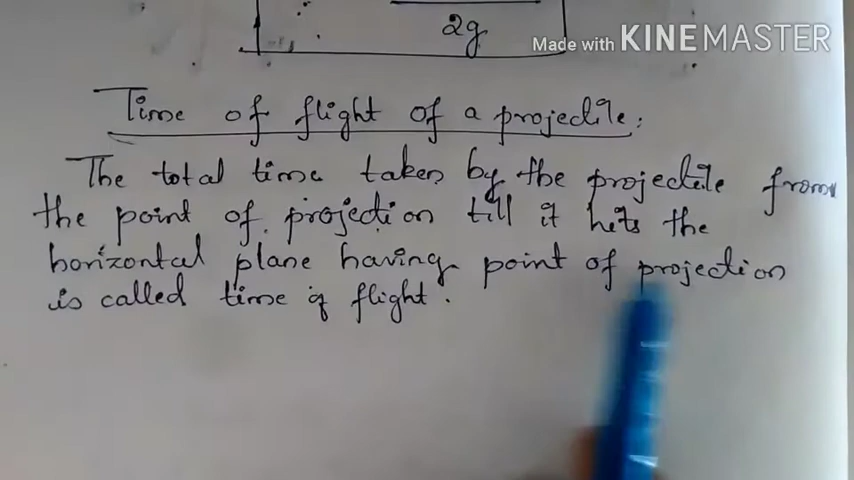 2g
Made with KINEMASTER
Time of flight of a projectile:
The total time taken by the projectile from
the point of projection till it hits the
horizontal plane having point of projection
is called time of flight.